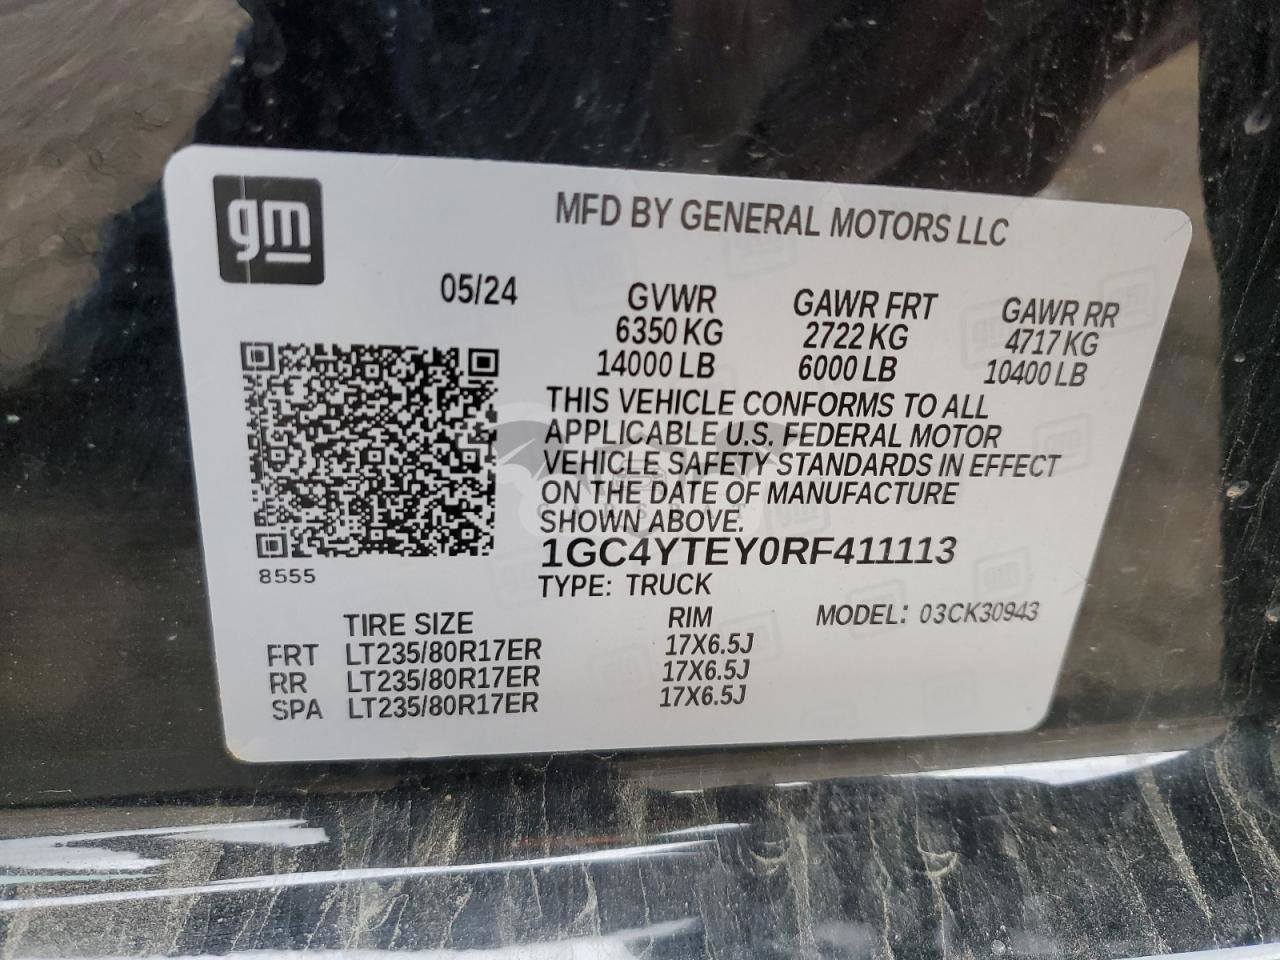 gm
MFD BY GENERAL MOTORS LLC
05/24 GVWR GAWR FRT GAWR RR
6350 KG 2722 KG 4717 KG
14000 LB 6000 LB 10400 LB
THIS VEHICLE CONFORMS TO ALL
APPLICABLE U.S. FEDERAL MOTOR
VEHICLE SAFETY STANDARDS IN EFFECT
ON THE DATE OF MANUFACTURE
SHOWN ABOVE.
1GC4YTEY0RF411113
8555
TYPE: TRUCK
TIRE SIZE RIM MODEL: 03CK30943
FRT LT235/80R17ER 17X6.5J
RR LT235/80R17ER 17X6.5J
SPA LT235/80R17ER 17X6.5J